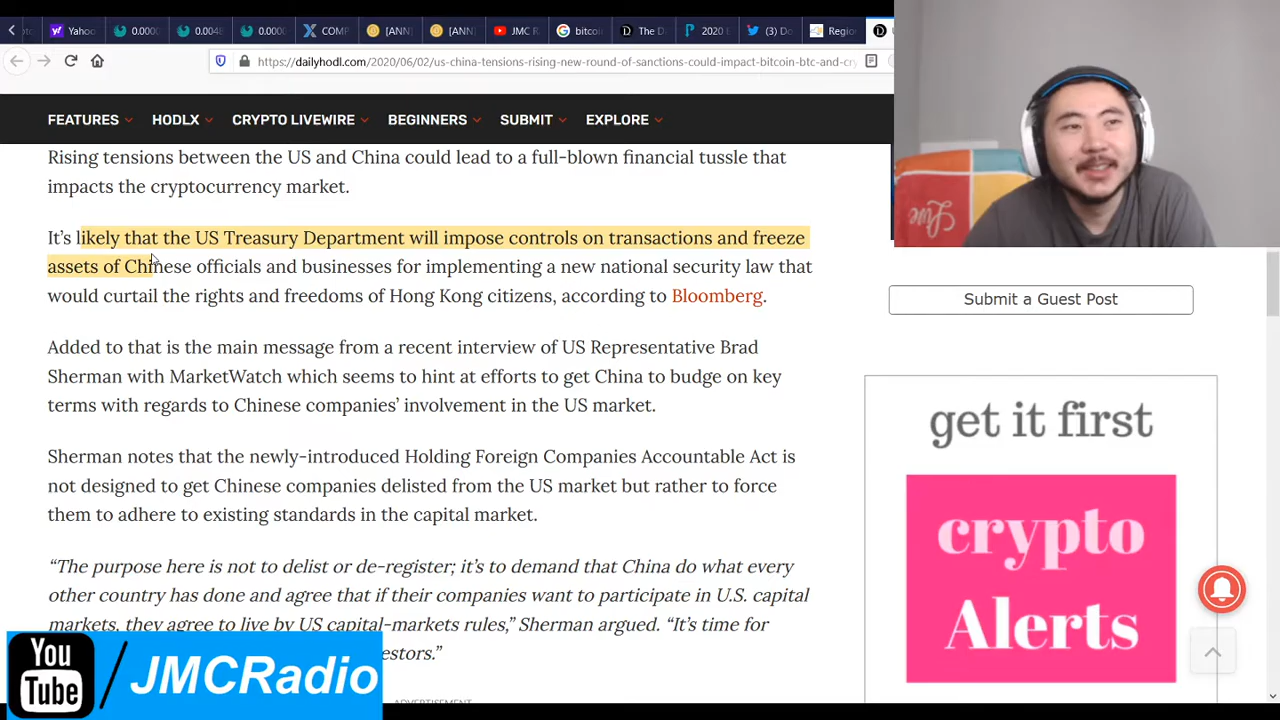 Yahoo
0.0000
0.004
0.0000
COMP
[ANN]
[ANN]
JMC R
bitcoi
The D
2020 E
(3) Do
Regio
https://www.dailyhodl.com/2020/06/02/us-china-tensions-rising-new-round-of-sanctions-could-impact-bitcoin-btc-and-cry
FEATURES HODLX CRYPTO LIVEWIRE BEGINNERS SUBMIT EXPLORE
Rising tensions between the US and China could lead to a full-blown financial tussle that
impacts the cryptocurrency market.
It’s likely that the US Treasury Department will impose controls on transactions and freeze
assets of Chinese officials and businesses for implementing a new national security law that
would curtail the rights and freedoms of Hong Kong citizens, according to Bloomberg.
Added to that is the main message from a recent interview of US Representative Brad
Sherman with MarketWatch which seems to hint at efforts to get China to budge on key
terms with regards to Chinese companies’ involvement in the US market.
Sherman notes that the newly-introduced Holding Foreign Companies Accountable Act is
not designed to get Chinese companies delisted from the US market but rather to force
them to adhere to existing standards in the capital market.
“The purpose here is not to delist or de-register; it’s to demand that China do what every
other country has done and agree that if their companies want to participate in U.S. capital
markets, they agree to live by US capital-markets rules,” Sherman argued. “It’s time for
estors.”
ADVERTISEMENT
Live
Submit a Guest Post
get it first
crypto
Alerts
You
Tube
/ JMCRadio